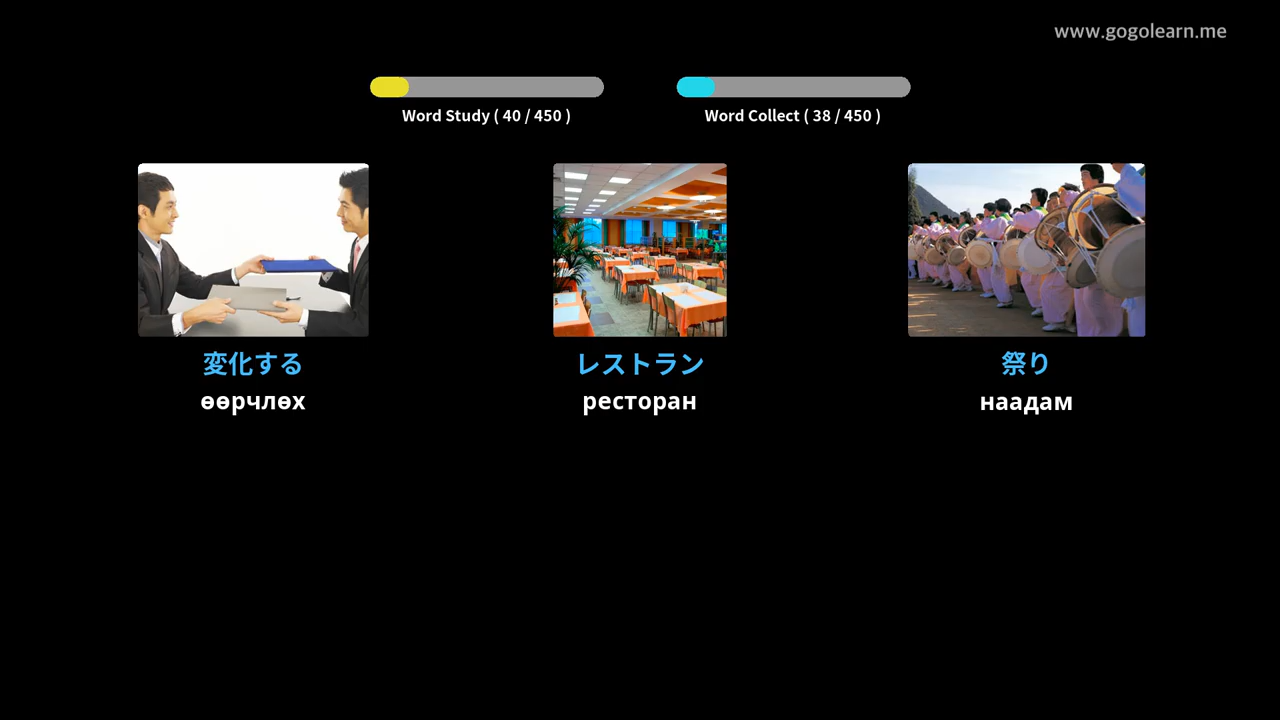 www.gogolearn.me
Word Study ( 40 / 450 )
Word Collect ( 38 / 450 )
変化する
өөрчлөх
レストラン
ресторан
祭り
наадам